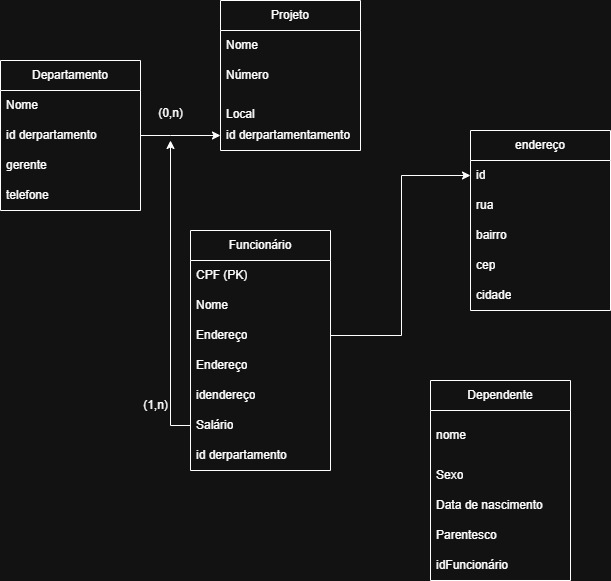 Projeto
Nome
Número
Local
id derpartamentamento
Departamento
Nome
id derpartamento
gerente
telefone
(0,n)
endereço
id
rua
bairro
cep
cidade
Funcionário
CPF (PK)
Nome
Endereço
Endereço
idendereço
Salário
id derpartamento
(1,n)
Dependente
nome
Sexo
Data de nascimento
Parentesco
idFuncionário